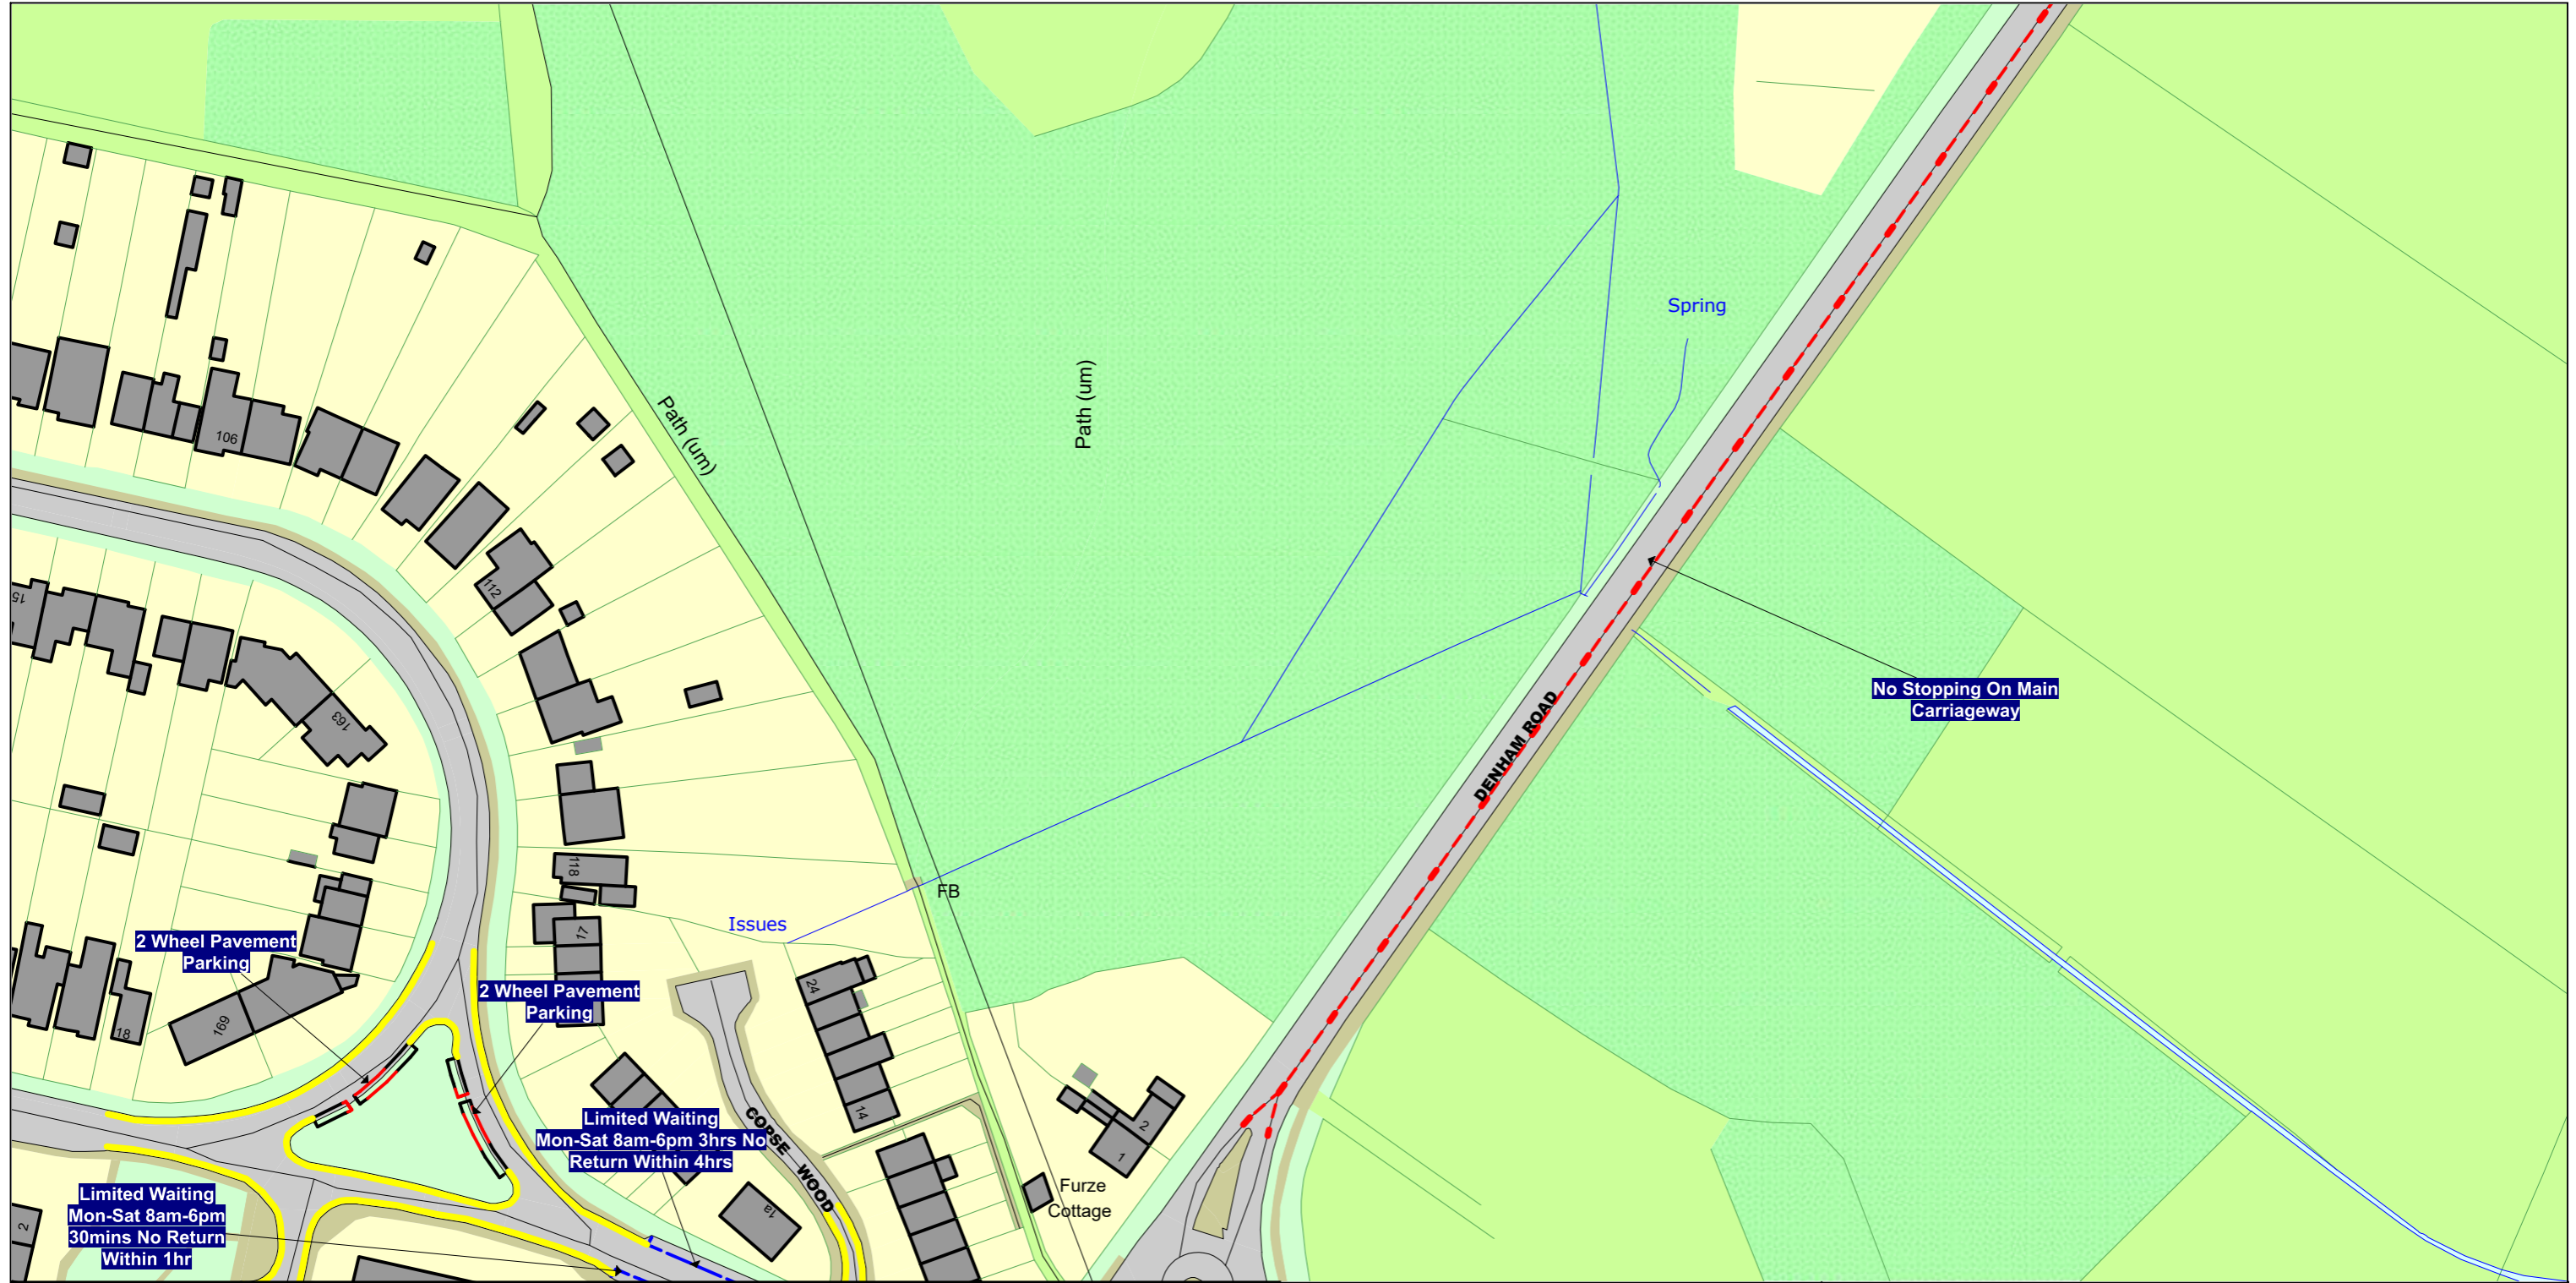 Spring
Path (um)
Path (um)
106
112
15
163
No Stopping On Main
Carriageway
DENHAM ROAD
118
FB
Issues
17
2 Wheel Pavement
Parking
24
2 Wheel Pavement
Parking
18
169
14
Limited Waiting
Mon-Sat 8am-6pm 3hrs No
Return Within 4hrs
COPSE WOOD
2
1
Furze
Cottage
1a
Limited Waiting
Mon-Sat 8am-6pm
30mins No Return
Within 1hr
2